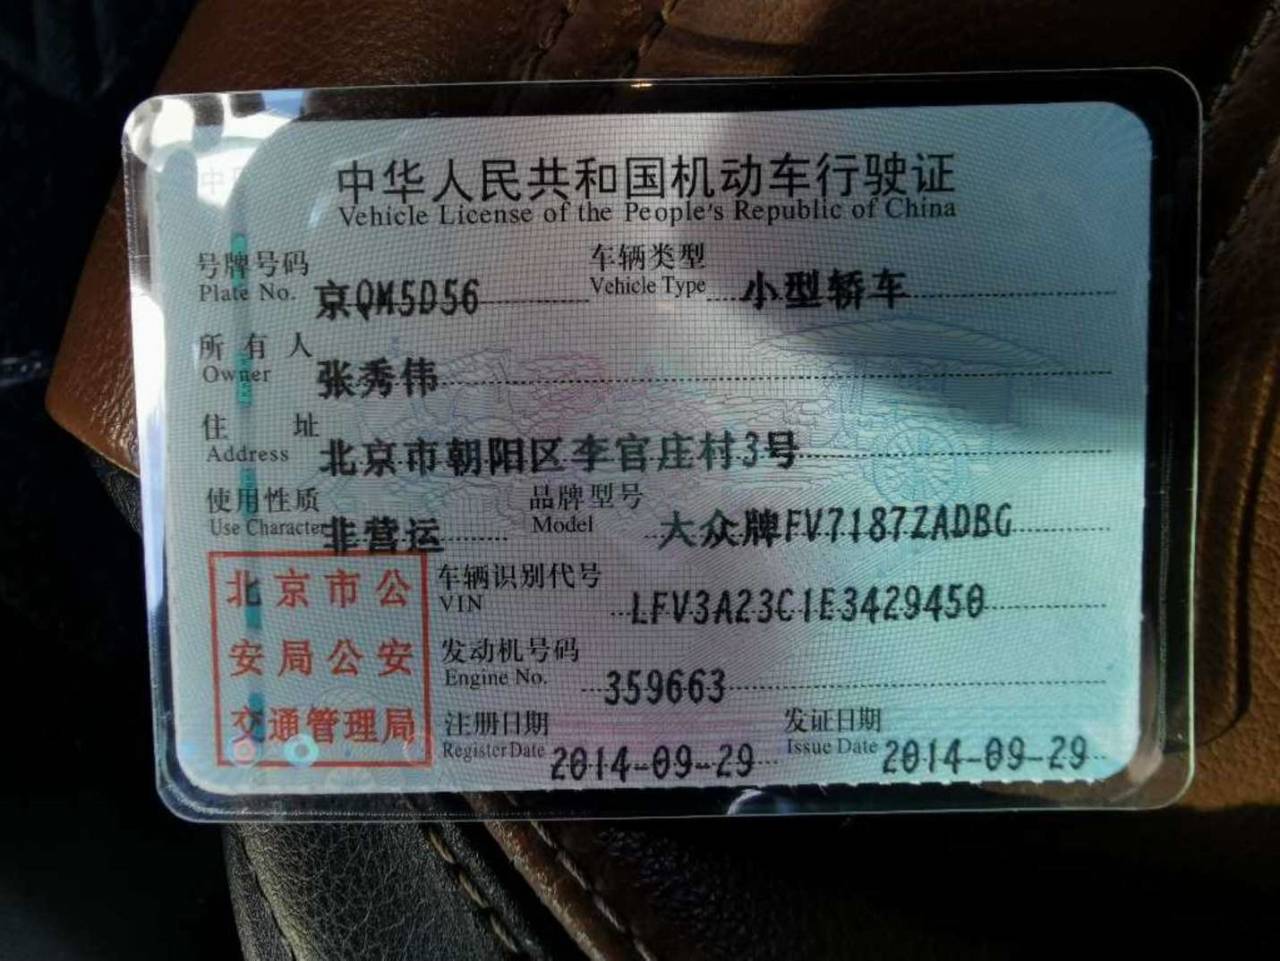 中华人民共和国机动车行驶证
Vehicle License of the People's Republic of China
号牌号码 京QM5D56 车辆类型 小型轿车
Plate No. Vehicle Type
所有人 张秀伟
Owner
住址 北京市朝阳区李官庄村3号
Address
使用性质 非营运 品牌型号 大众牌FV7187ZADBG
Use Character Model
北京市公
安局公安
交通管理局
车辆识别代号 LFV3A23C1E3429450
VIN
发动机号码 359663
Engine No.
注册日期 2014-09-29 发证日期 2014-09-29
Register Date Issue Date